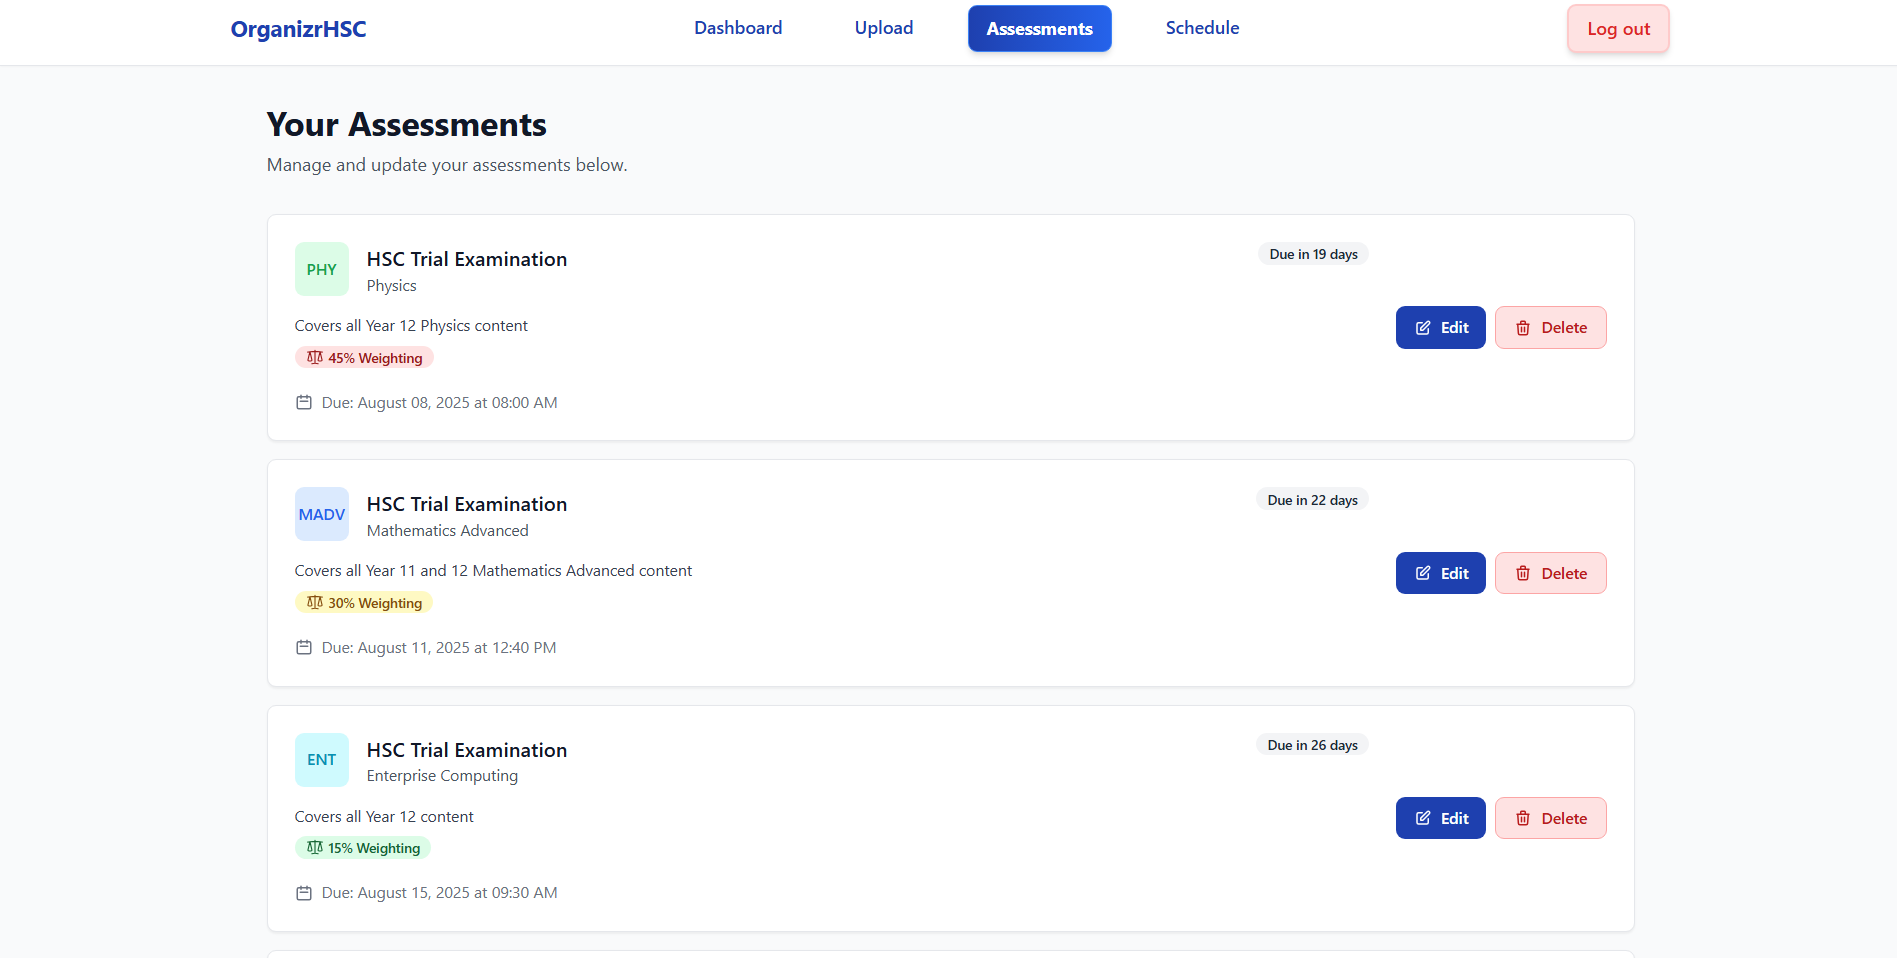 OrganizrHSC Dashboard Upload Assessments Schedule Log out
Your Assessments
Manage and update your assessments below.
PHY
HSC Trial Examination
Physics
Due in 19 days
Covers all Year 12 Physics content
45% Weighting
Due: August 08, 2025 at 08:00 AM
Edit Delete
MADV
HSC Trial Examination
Mathematics Advanced
Due in 22 days
Covers all Year 11 and 12 Mathematics Advanced content
30% Weighting
Due: August 11, 2025 at 12:40 PM
Edit Delete
ENT
HSC Trial Examination
Enterprise Computing
Due in 26 days
Covers all Year 12 content
15% Weighting
Due: August 15, 2025 at 09:30 AM
Edit Delete